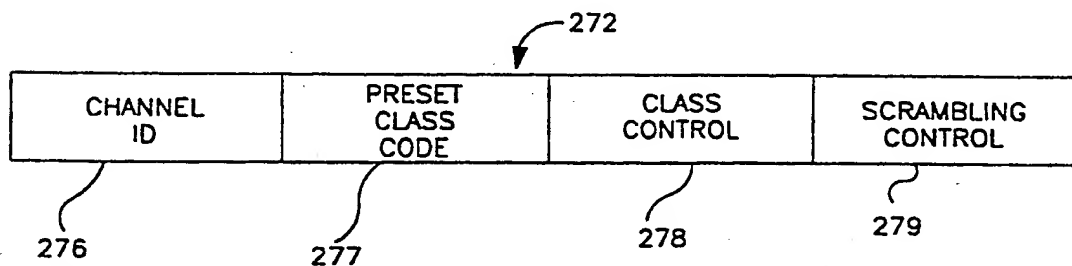 272
CHANNEL
ID
PRESET
CLASS
CODE
CLASS
CONTROL
SCRAMBLING
CONTROL
276
277
278
279